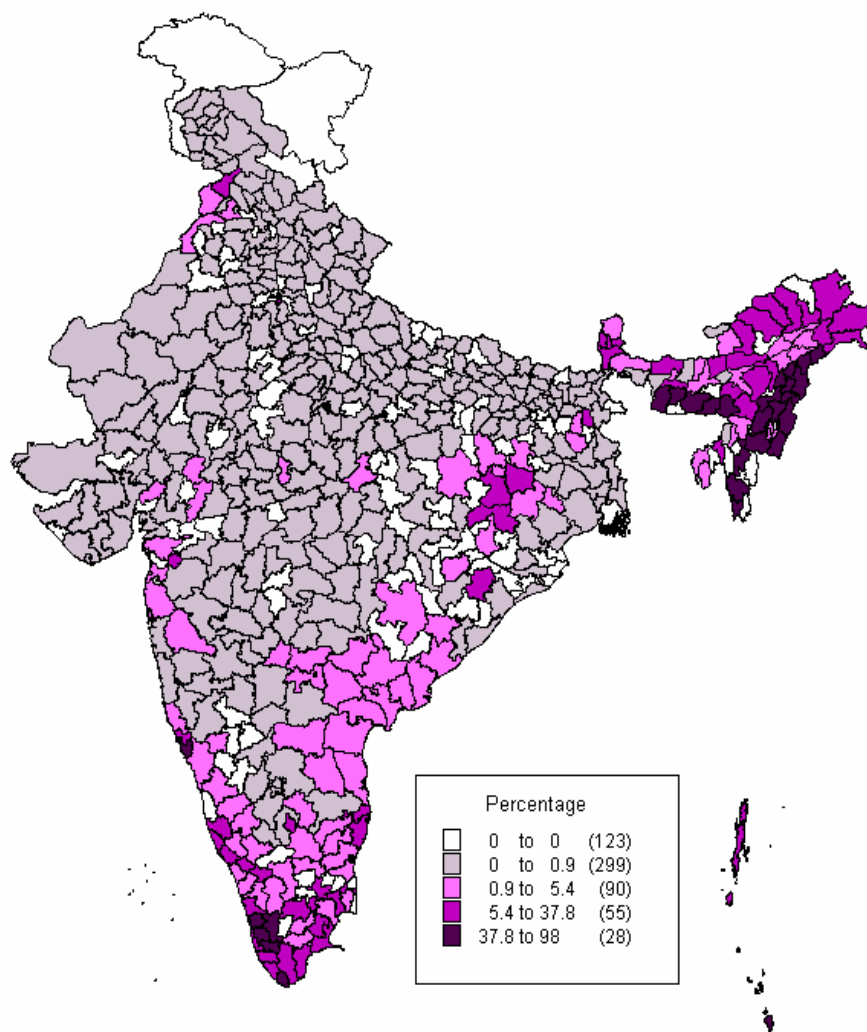 Percentage
0 to 0 (123)
0 to 0.9 (299)
0.9 to 5.4 (90)
5.4 to 37.8 (55)
37.8 to 98 (28)